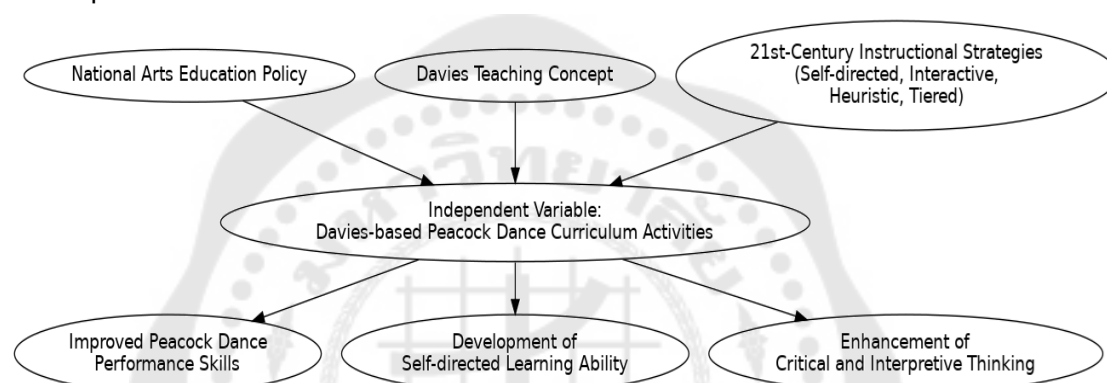 National Arts Education Policy
Davies Teaching Concept
21st-Century Instructional Strategies
(Self-directed, Interactive,
Heuristic, Tiered)
Independent Variable:
Davies-based Peacock Dance Curriculum Activities
Improved Peacock Dance
Performance Skills
Development of
Self-directed Learning Ability
Enhancement of
Critical and Interpretive Thinking